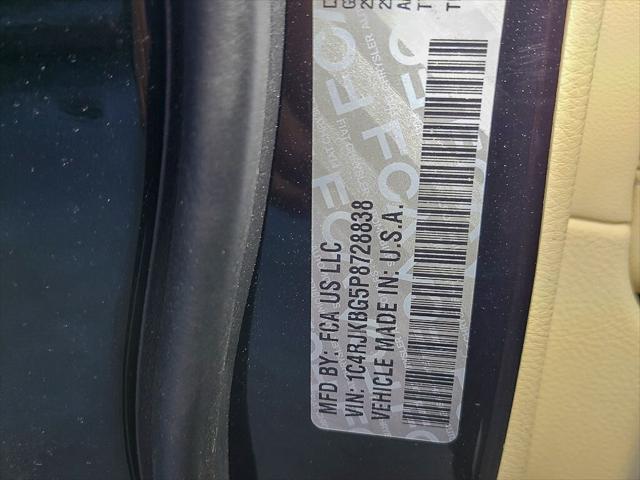 MFD BY: FCA US LLC
VIN: 1C4RJKBG5P8728838
VEHICLE MADE IN: U.S.A.